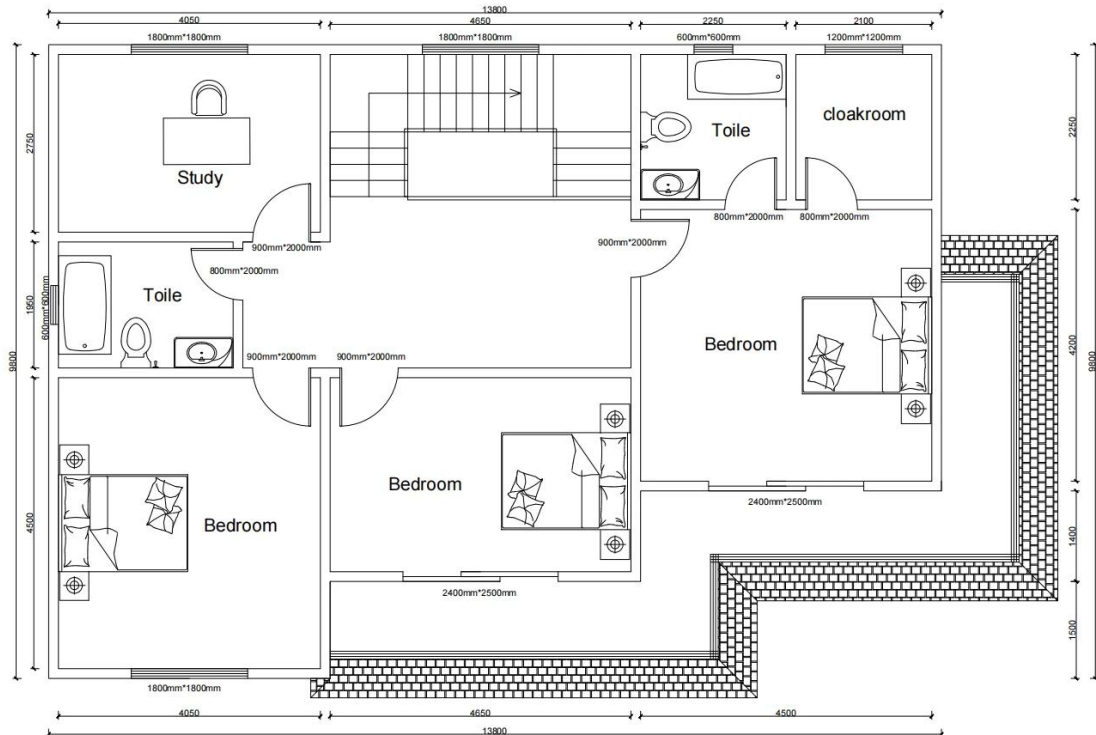 13800
4050
4650
2250
2100
1800mm*1800mm
1800mm*1800mm
600mm*600mm
1200mm*1200mm
2750
Study
Toile
cloakroom
2250
900mm*2000mm
800mm*2000mm
900mm*2000mm
800mm*2000mm
800mm*2000mm
9800
1950
600mm*600mm
Toile
Bedroom
4200
9800
900mm*2000mm
900mm*2000mm
4500
Bedroom
Bedroom
2400mm*2500mm
1400
2400mm*2500mm
1500
1800mm*1800mm
4050
4650
4500
13800